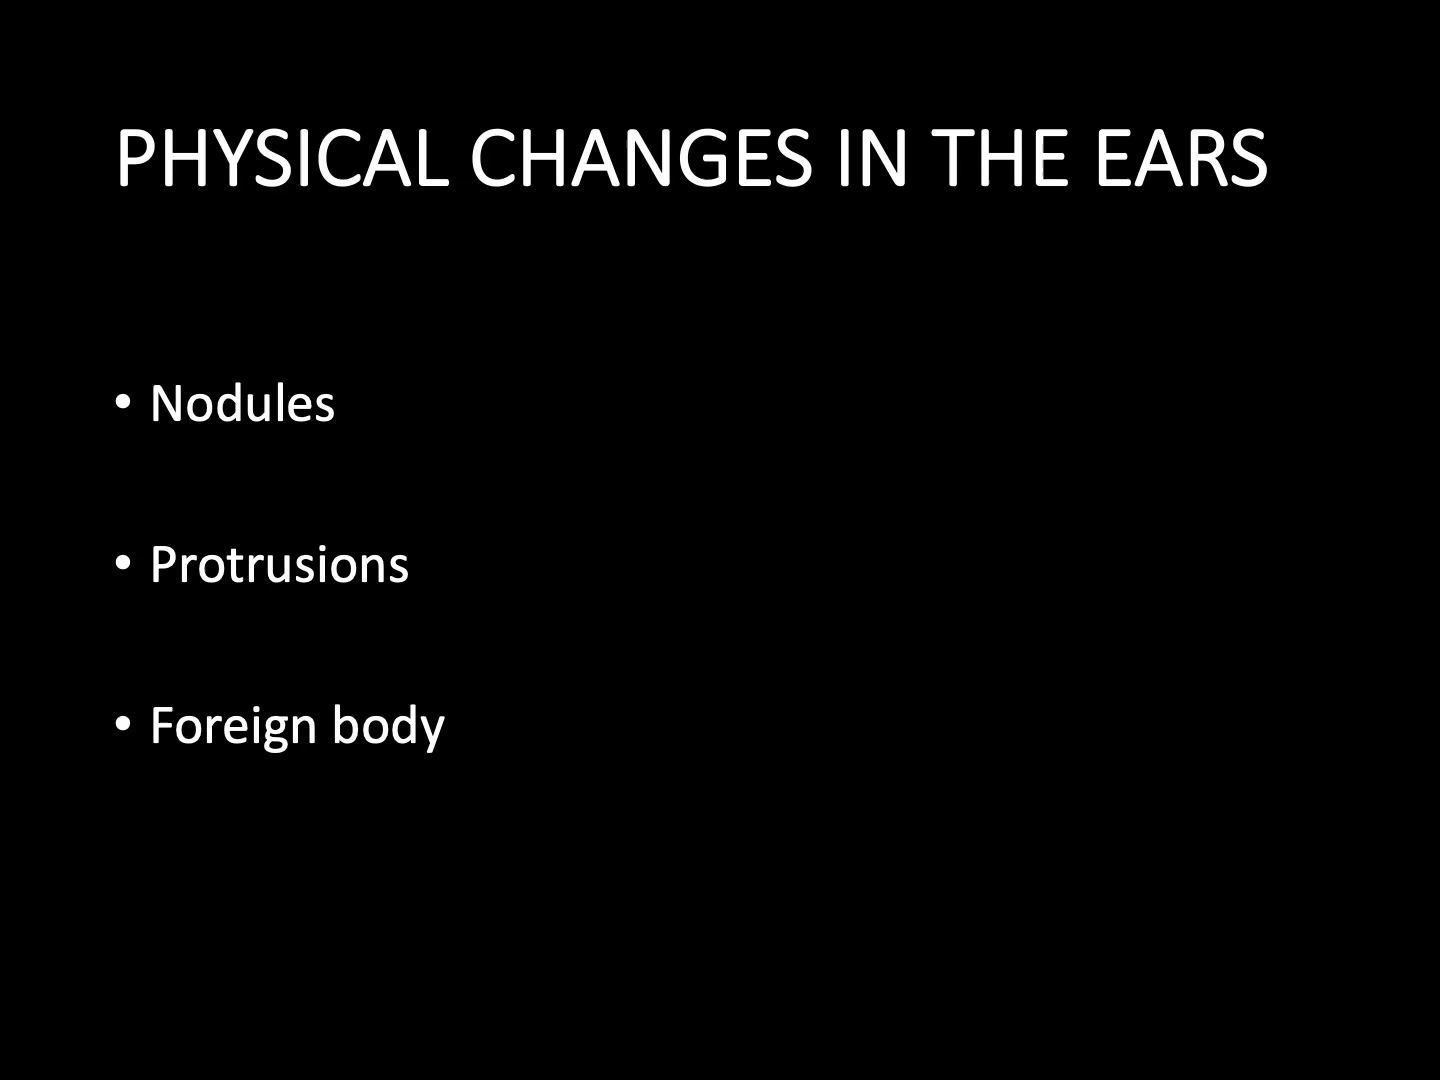 PHYSICAL CHANGES IN THE EARS
• Nodules
• Protrusions
• Foreign body